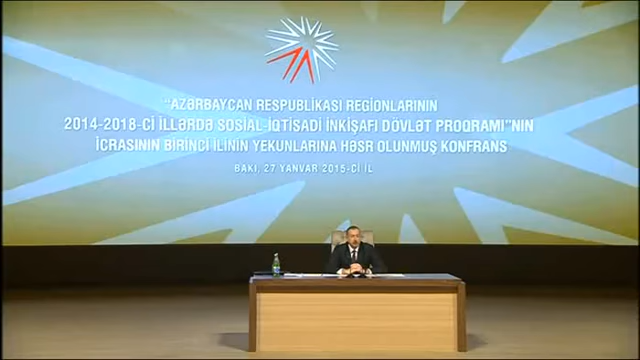 "AZƏRBAYCAN RESPUBLİKASI REGİONLARININ
2014-2018-Cİ İLLƏRDƏ SOSİAL-İQTİSADİ İNKİŞAFI DÖVLƏT PROQRAMI"NIN
İCRASININ BİRİNCİ İLİNİN YEKUNLARINA HƏSR OLUNMUŞ KONFRANS
BAKI, 27 YANVAR 2015-Cİ İL